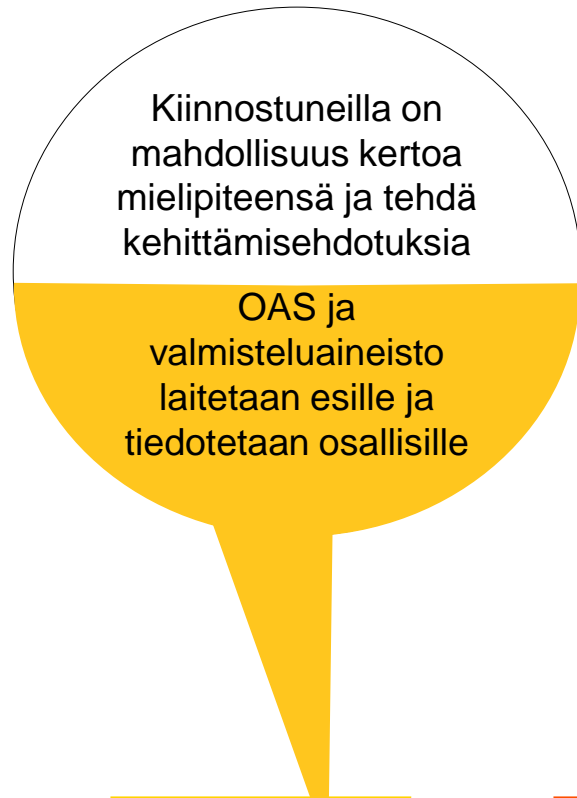 Kiinnostuneilla on
mahdollisuus kertoa
mielipiteensä ja tehdä
kehittämisehdotuksia
OAS ja
valmisteluaineisto
laitetaan esille ja
tiedotetaan osallisille